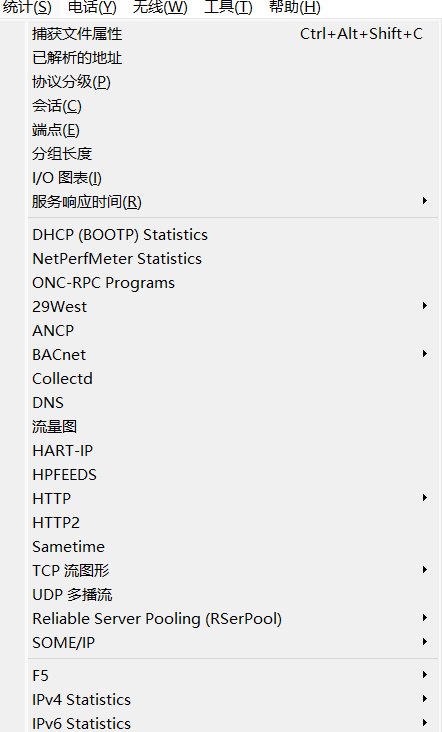 统计(S) 电话(Y) 无线(W) 工具(T) 帮助(H)
捕获文件属性 Ctrl+Alt+Shift+C
已解析的地址
协议分级(P)
会话(C)
端点(E)
分组长度
I/O 图表(I)
服务响应时间(R)
DHCP (BOOTP) Statistics
NetPerfMeter Statistics
ONC-RPC Programs
29West
ANCP
BACnet
Collectd
DNS
流量图
HART-IP
HPFEEDS
HTTP
HTTP2
Sametime
TCP 流图形
UDP 多播流
Reliable Server Pooling (RSerPool)
SOME/IP
F5
IPv4 Statistics
IPv6 Statistics